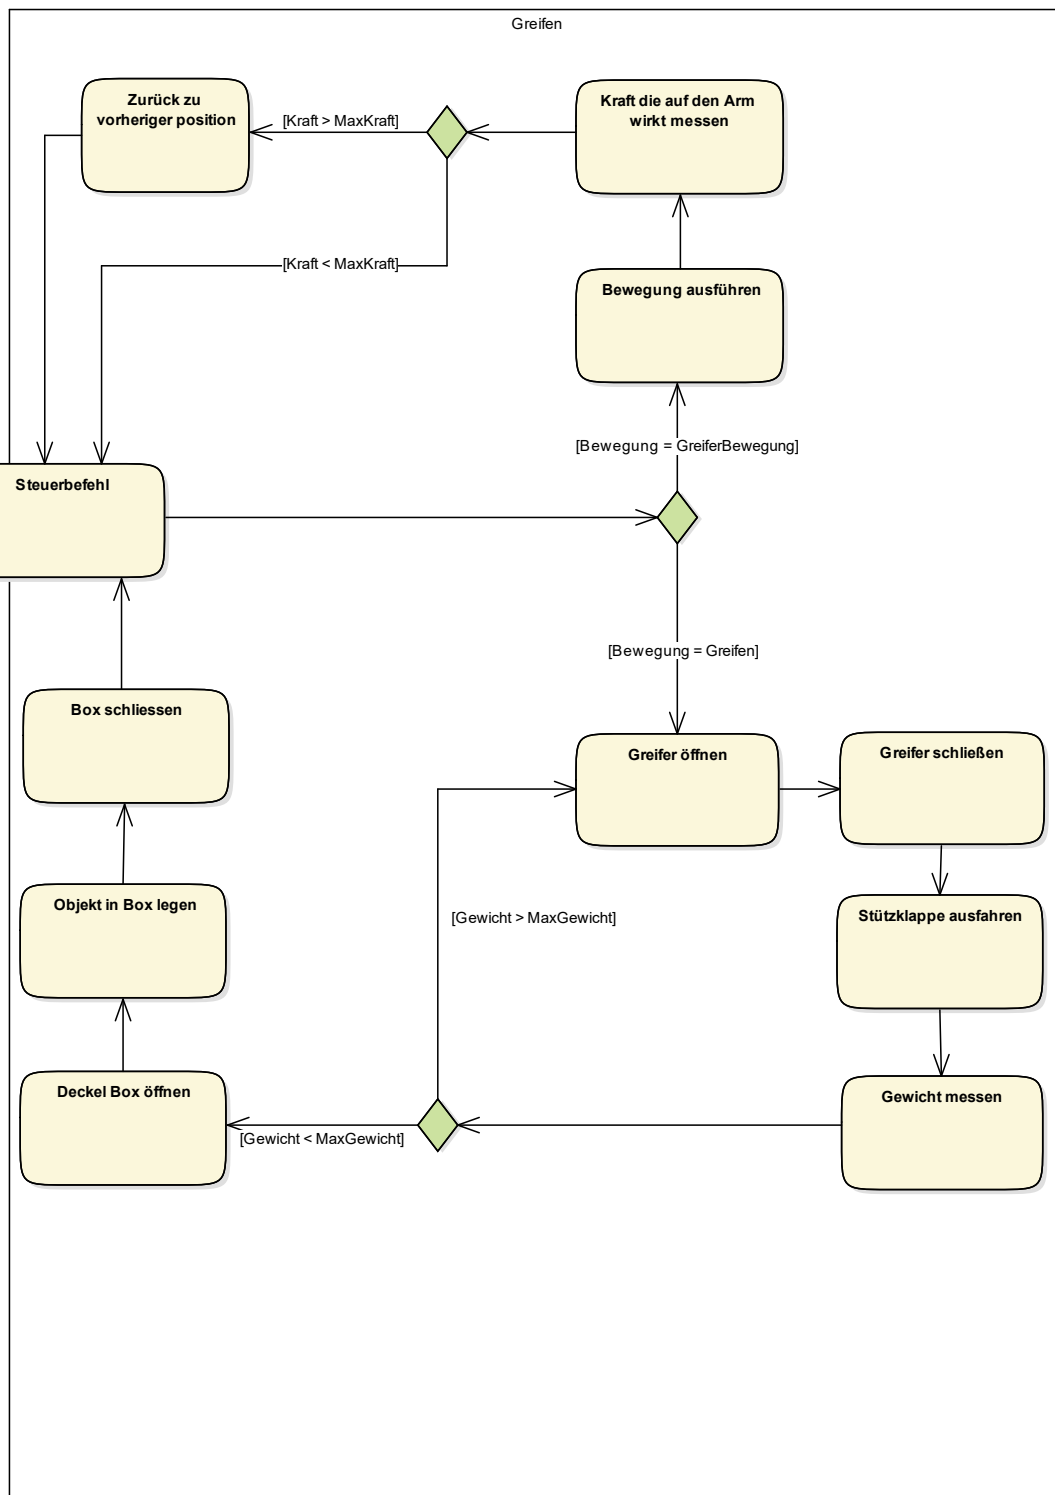 Greifen
Zurück zu
vorheriger position
[Kraft > MaxKraft]
Kraft die auf den Arm
wirkt messen
[Kraft < MaxKraft]
Bewegung ausführen
[Bewegung = GreiferBewegung]
Steuerbefehl
[Bewegung = Greifen]
Box schliessen
Greifer öffnen
Greifer schließen
Objekt in Box legen
[Gewicht > MaxGewicht]
Stützklappe ausfahren
Deckel Box öffnen
[Gewicht < MaxGewicht]
Gewicht messen